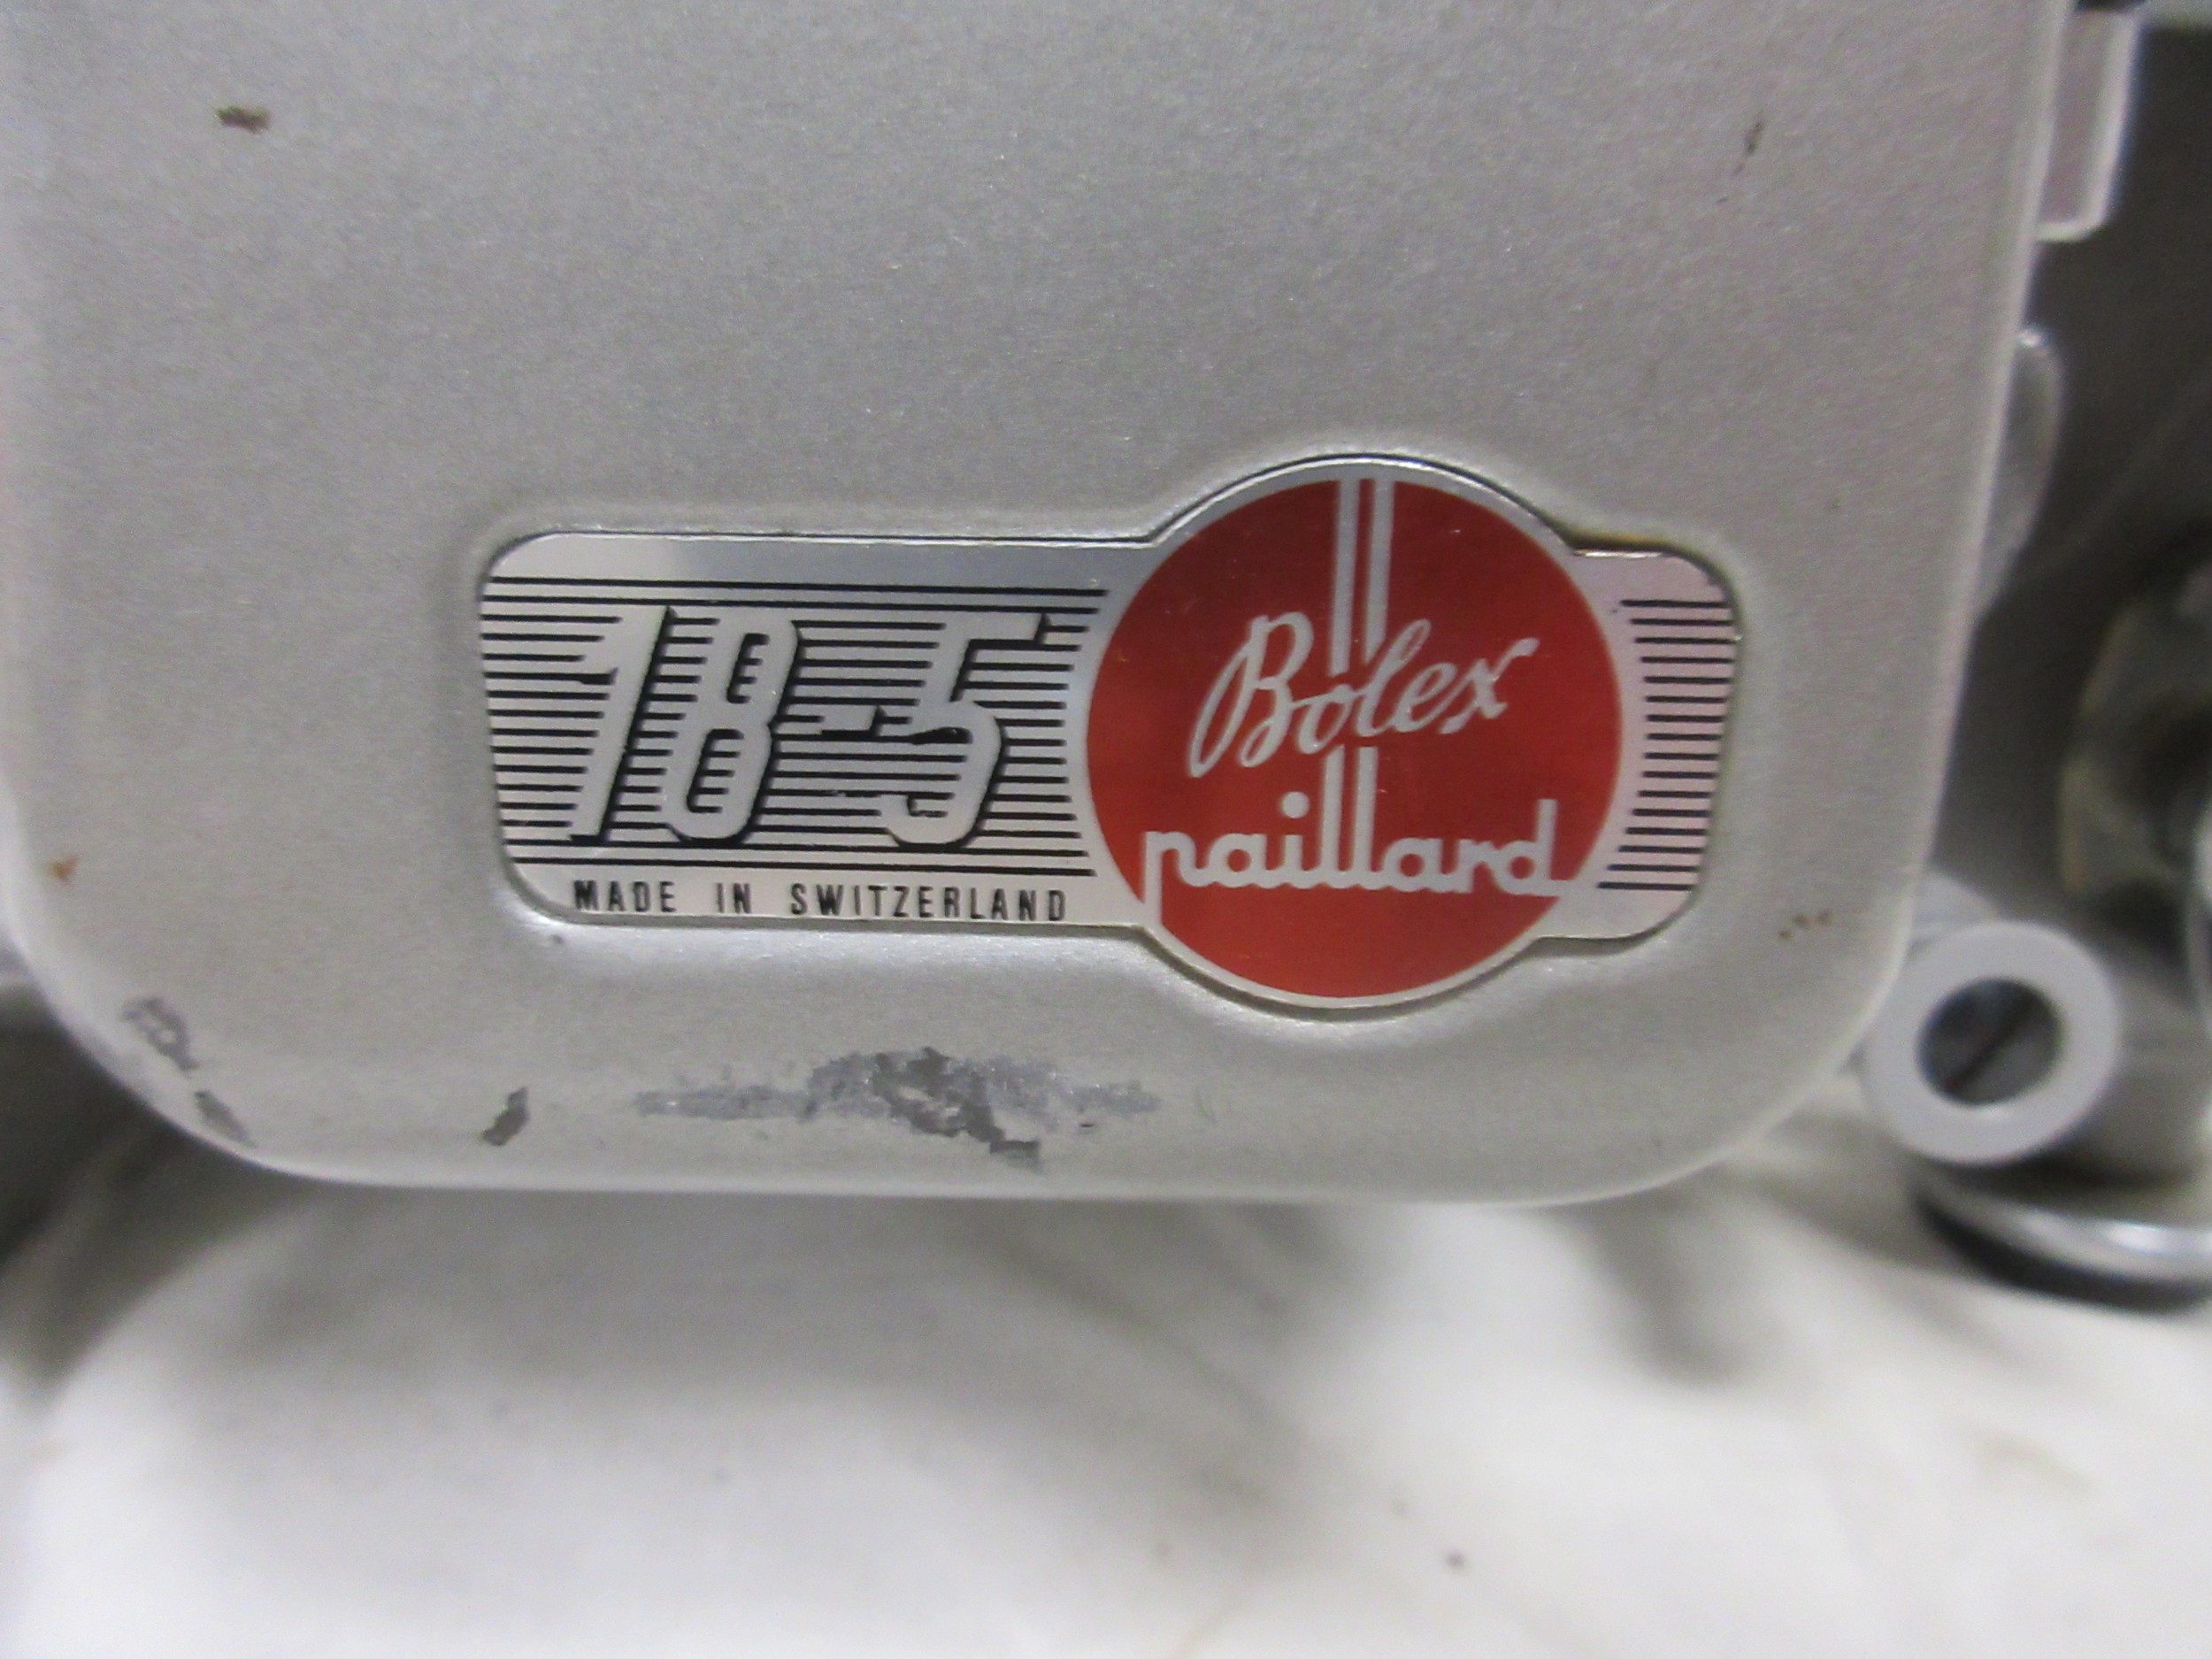 18-5
Bolex
paillard
MADE IN SWITZERLAND